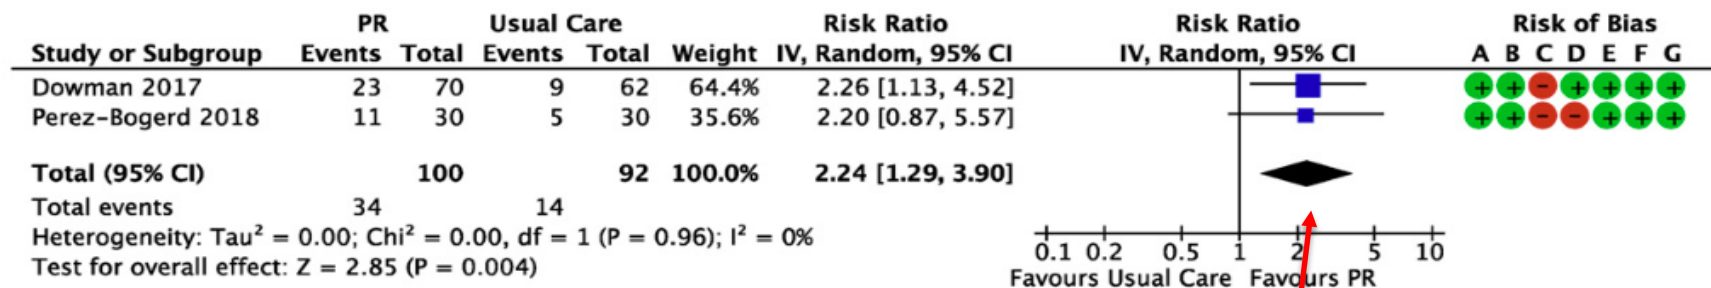 PR Usual Care Risk Ratio Risk Ratio Risk of Bias
Study or Subgroup Events Total Events Total Weight IV, Random, 95% CI IV, Random, 95% CI A B C D E F G
Dowman 2017 23 70 9 62 64.4% 2.26 [1.13, 4.52] + + - + + + +
Perez-Bogerd 2018 11 30 5 30 35.6% 2.20 [0.87, 5.57] + + - - + + +
Total (95% CI) 100 92 100.0% 2.24 [1.29, 3.90]
Total events 34 14
Heterogeneity: Tau² = 0.00; Chi² = 0.00, df = 1 (P = 0.96); I² = 0%
Test for overall effect: Z = 2.85 (P = 0.004)
0.1 0.2 0.5 1 2 5 10
Favours Usual Care Favours PR